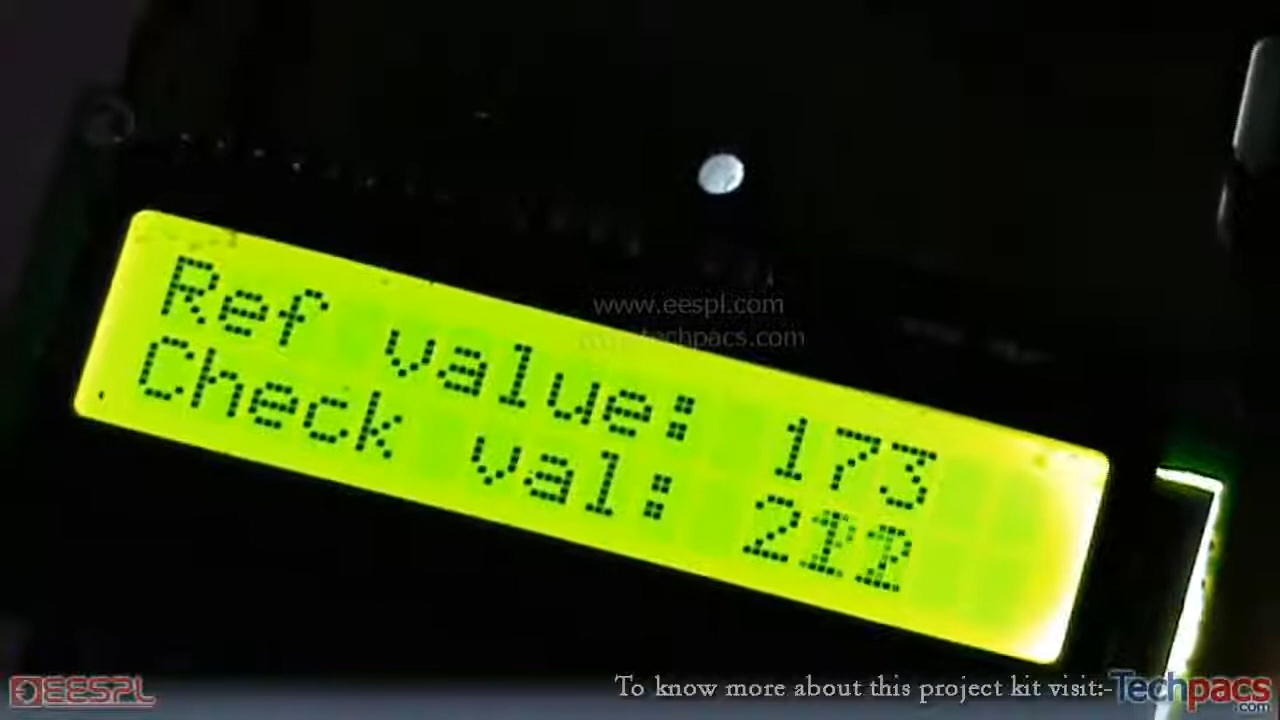 www.eespl.com
techpacs.com
Ref value: 173
Check val:
EESPL
To know more about this project kit visit:-
Techpacs
.com